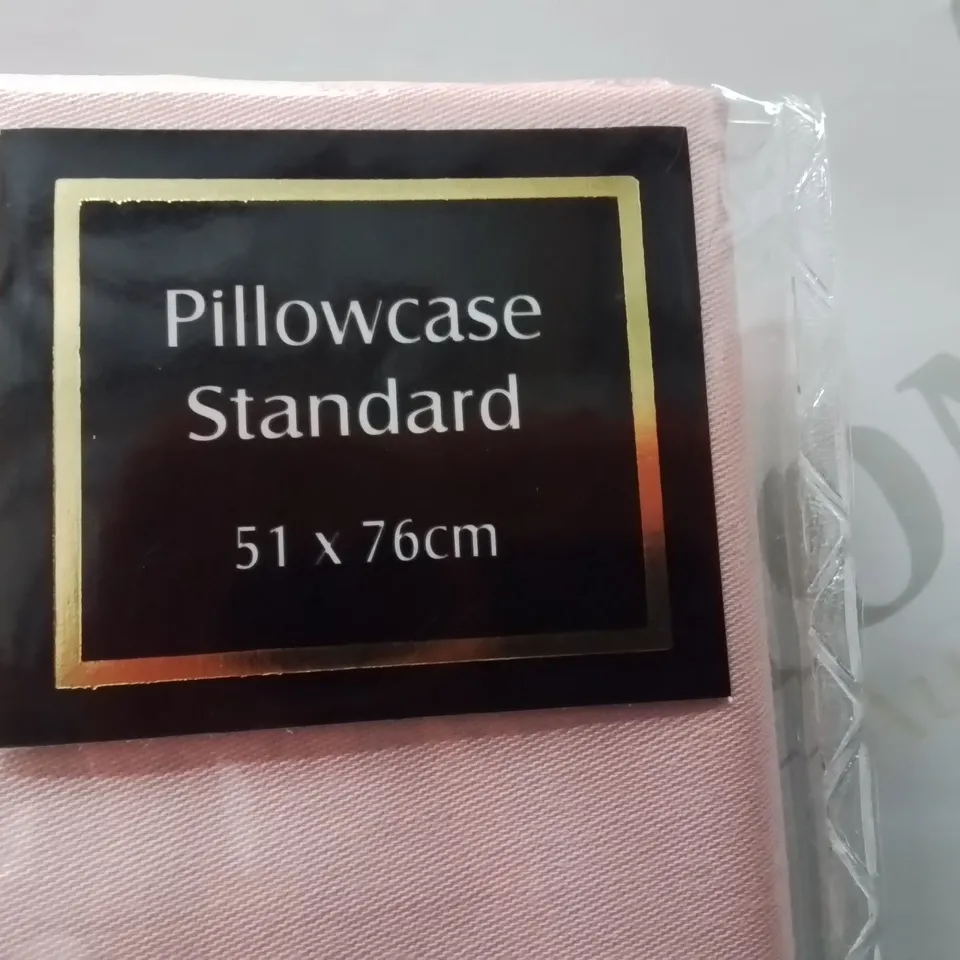 Pillowcase
Standard
51 x 76cm